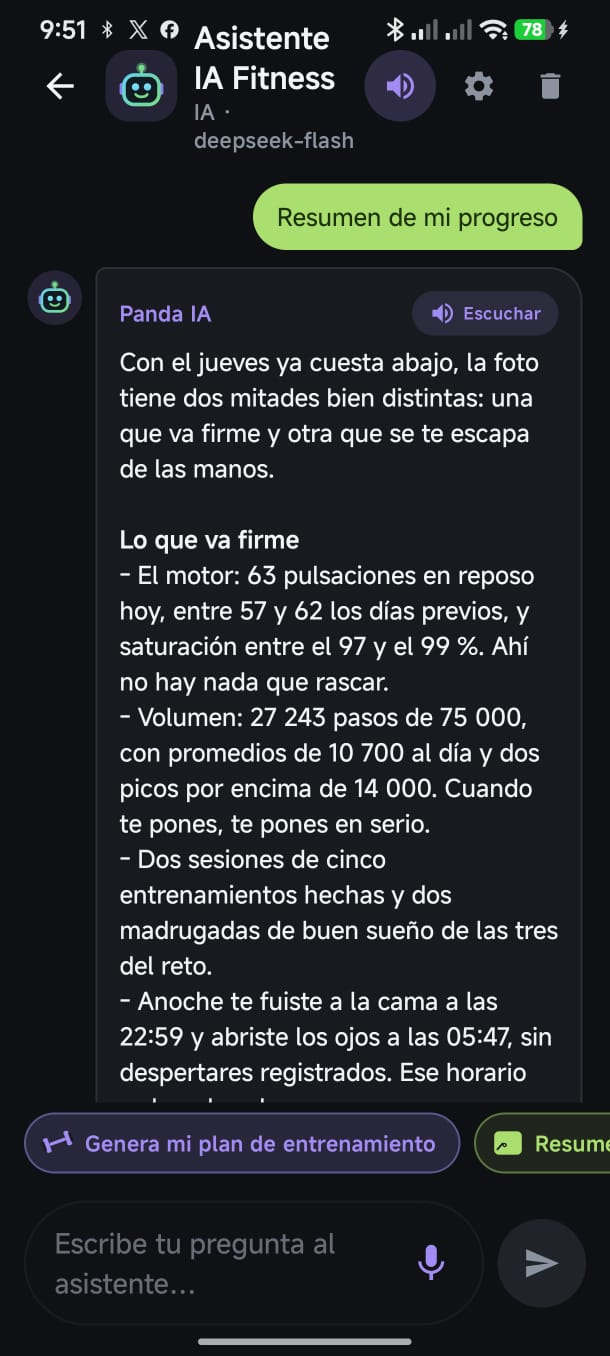 9:51
78
Asistente
IA Fitness
IA ·
deepseek-flash
Resumen de mi progreso
Panda IA
Escuchar
Con el jueves ya cuesta abajo, la foto
tiene dos mitades bien distintas: una
que va firme y otra que se te escapa
de las manos.
Lo que va firme
- El motor: 63 pulsaciones en reposo
hoy, entre 57 y 62 los días previos, y
saturación entre el 97 y el 99 %. Ahí
no hay nada que rascar.
- Volumen: 27 243 pasos de 75 000,
con promedios de 10 700 al día y dos
picos por encima de 14 000. Cuando
te pones, te pones en serio.
- Dos sesiones de cinco
entrenamientos hechas y dos
madrugadas de buen sueño de las tres
del reto.
- Anoche te fuiste a la cama a las
22:59 y abriste los ojos a las 05:47, sin
despertares registrados. Ese horario
Genera mi plan de entrenamiento
Resume
Escribe tu pregunta al
asistente...